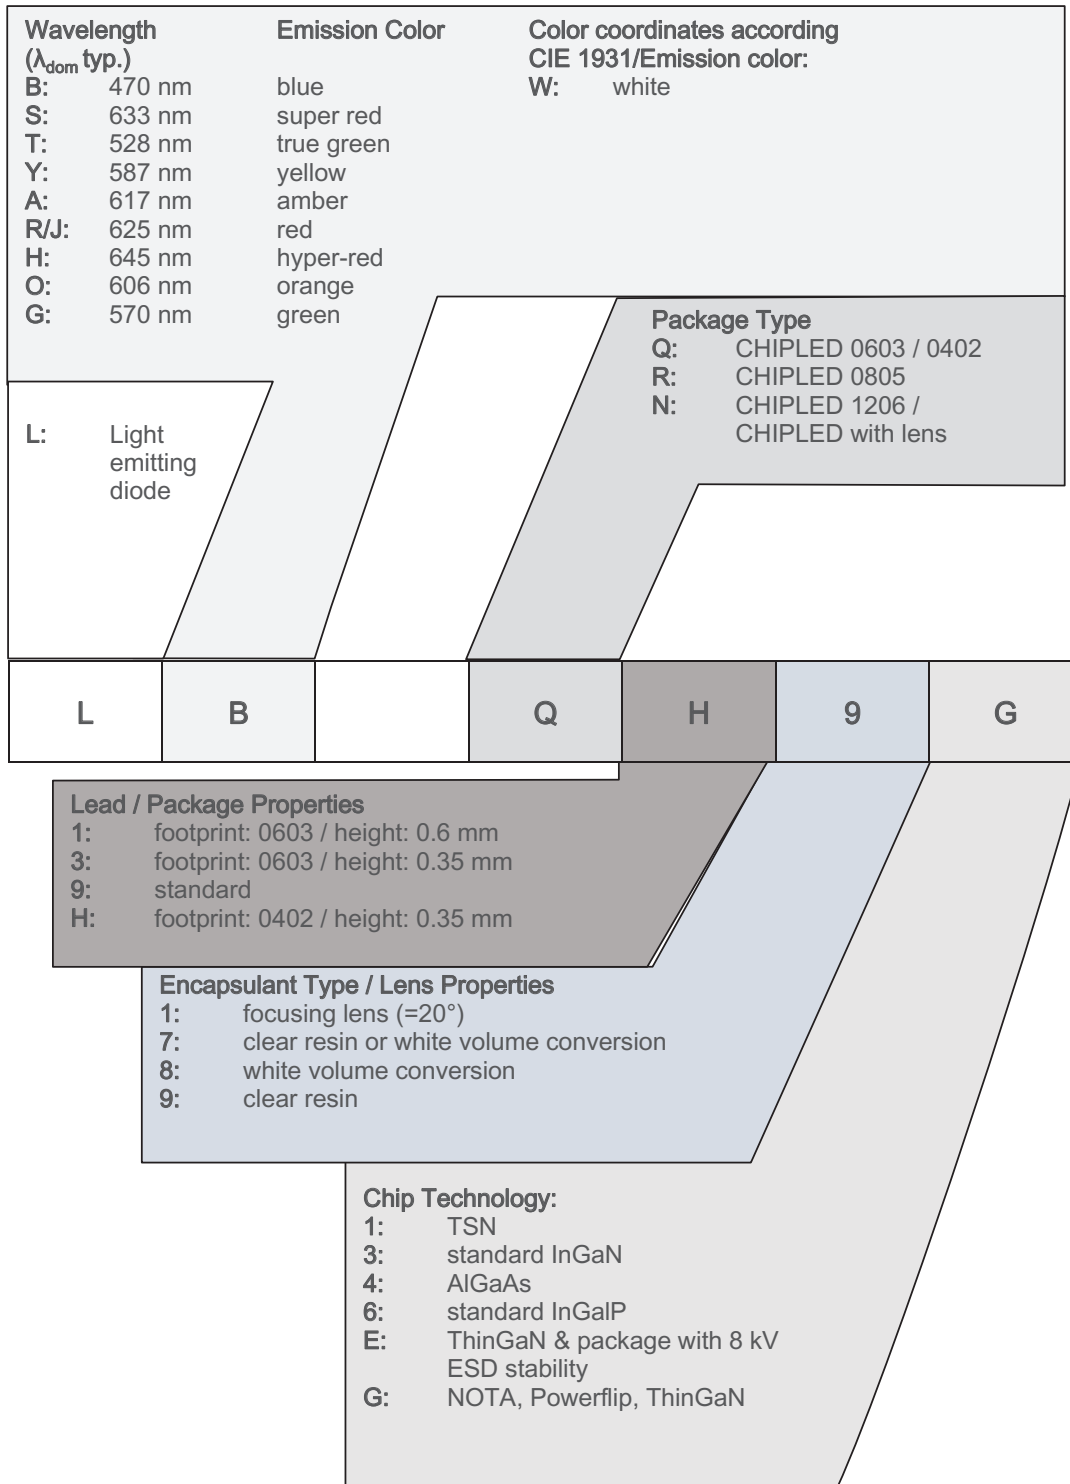 Wavelength Emission Color Color coordinates according
(λdom typ.) CIE 1931/Emission color:
B: 470 nm blue W: white
S: 633 nm super red
T: 528 nm true green
Y: 587 nm yellow
A: 617 nm amber
R/J: 625 nm red
H: 645 nm hyper-red
O: 606 nm orange
G: 570 nm green
Package Type
Q: CHIPLED 0603 / 0402
R: CHIPLED 0805
N: CHIPLED 1206 /
CHIPLED with lens
L: Light
emitting
diode
L B Q H 9 G
Lead / Package Properties
1: footprint: 0603 / height: 0.6 mm
3: footprint: 0603 / height: 0.35 mm
9: standard
H: footprint: 0402 / height: 0.35 mm
Encapsulant Type / Lens Properties
1: focusing lens (=20°)
7: clear resin or white volume conversion
8: white volume conversion
9: clear resin
Chip Technology:
1: TSN
3: standard InGaN
4: AlGaAs
6: standard InGaIP
E: ThinGaN & package with 8 kV
ESD stability
G: NOTA, Powerflip, ThinGaN